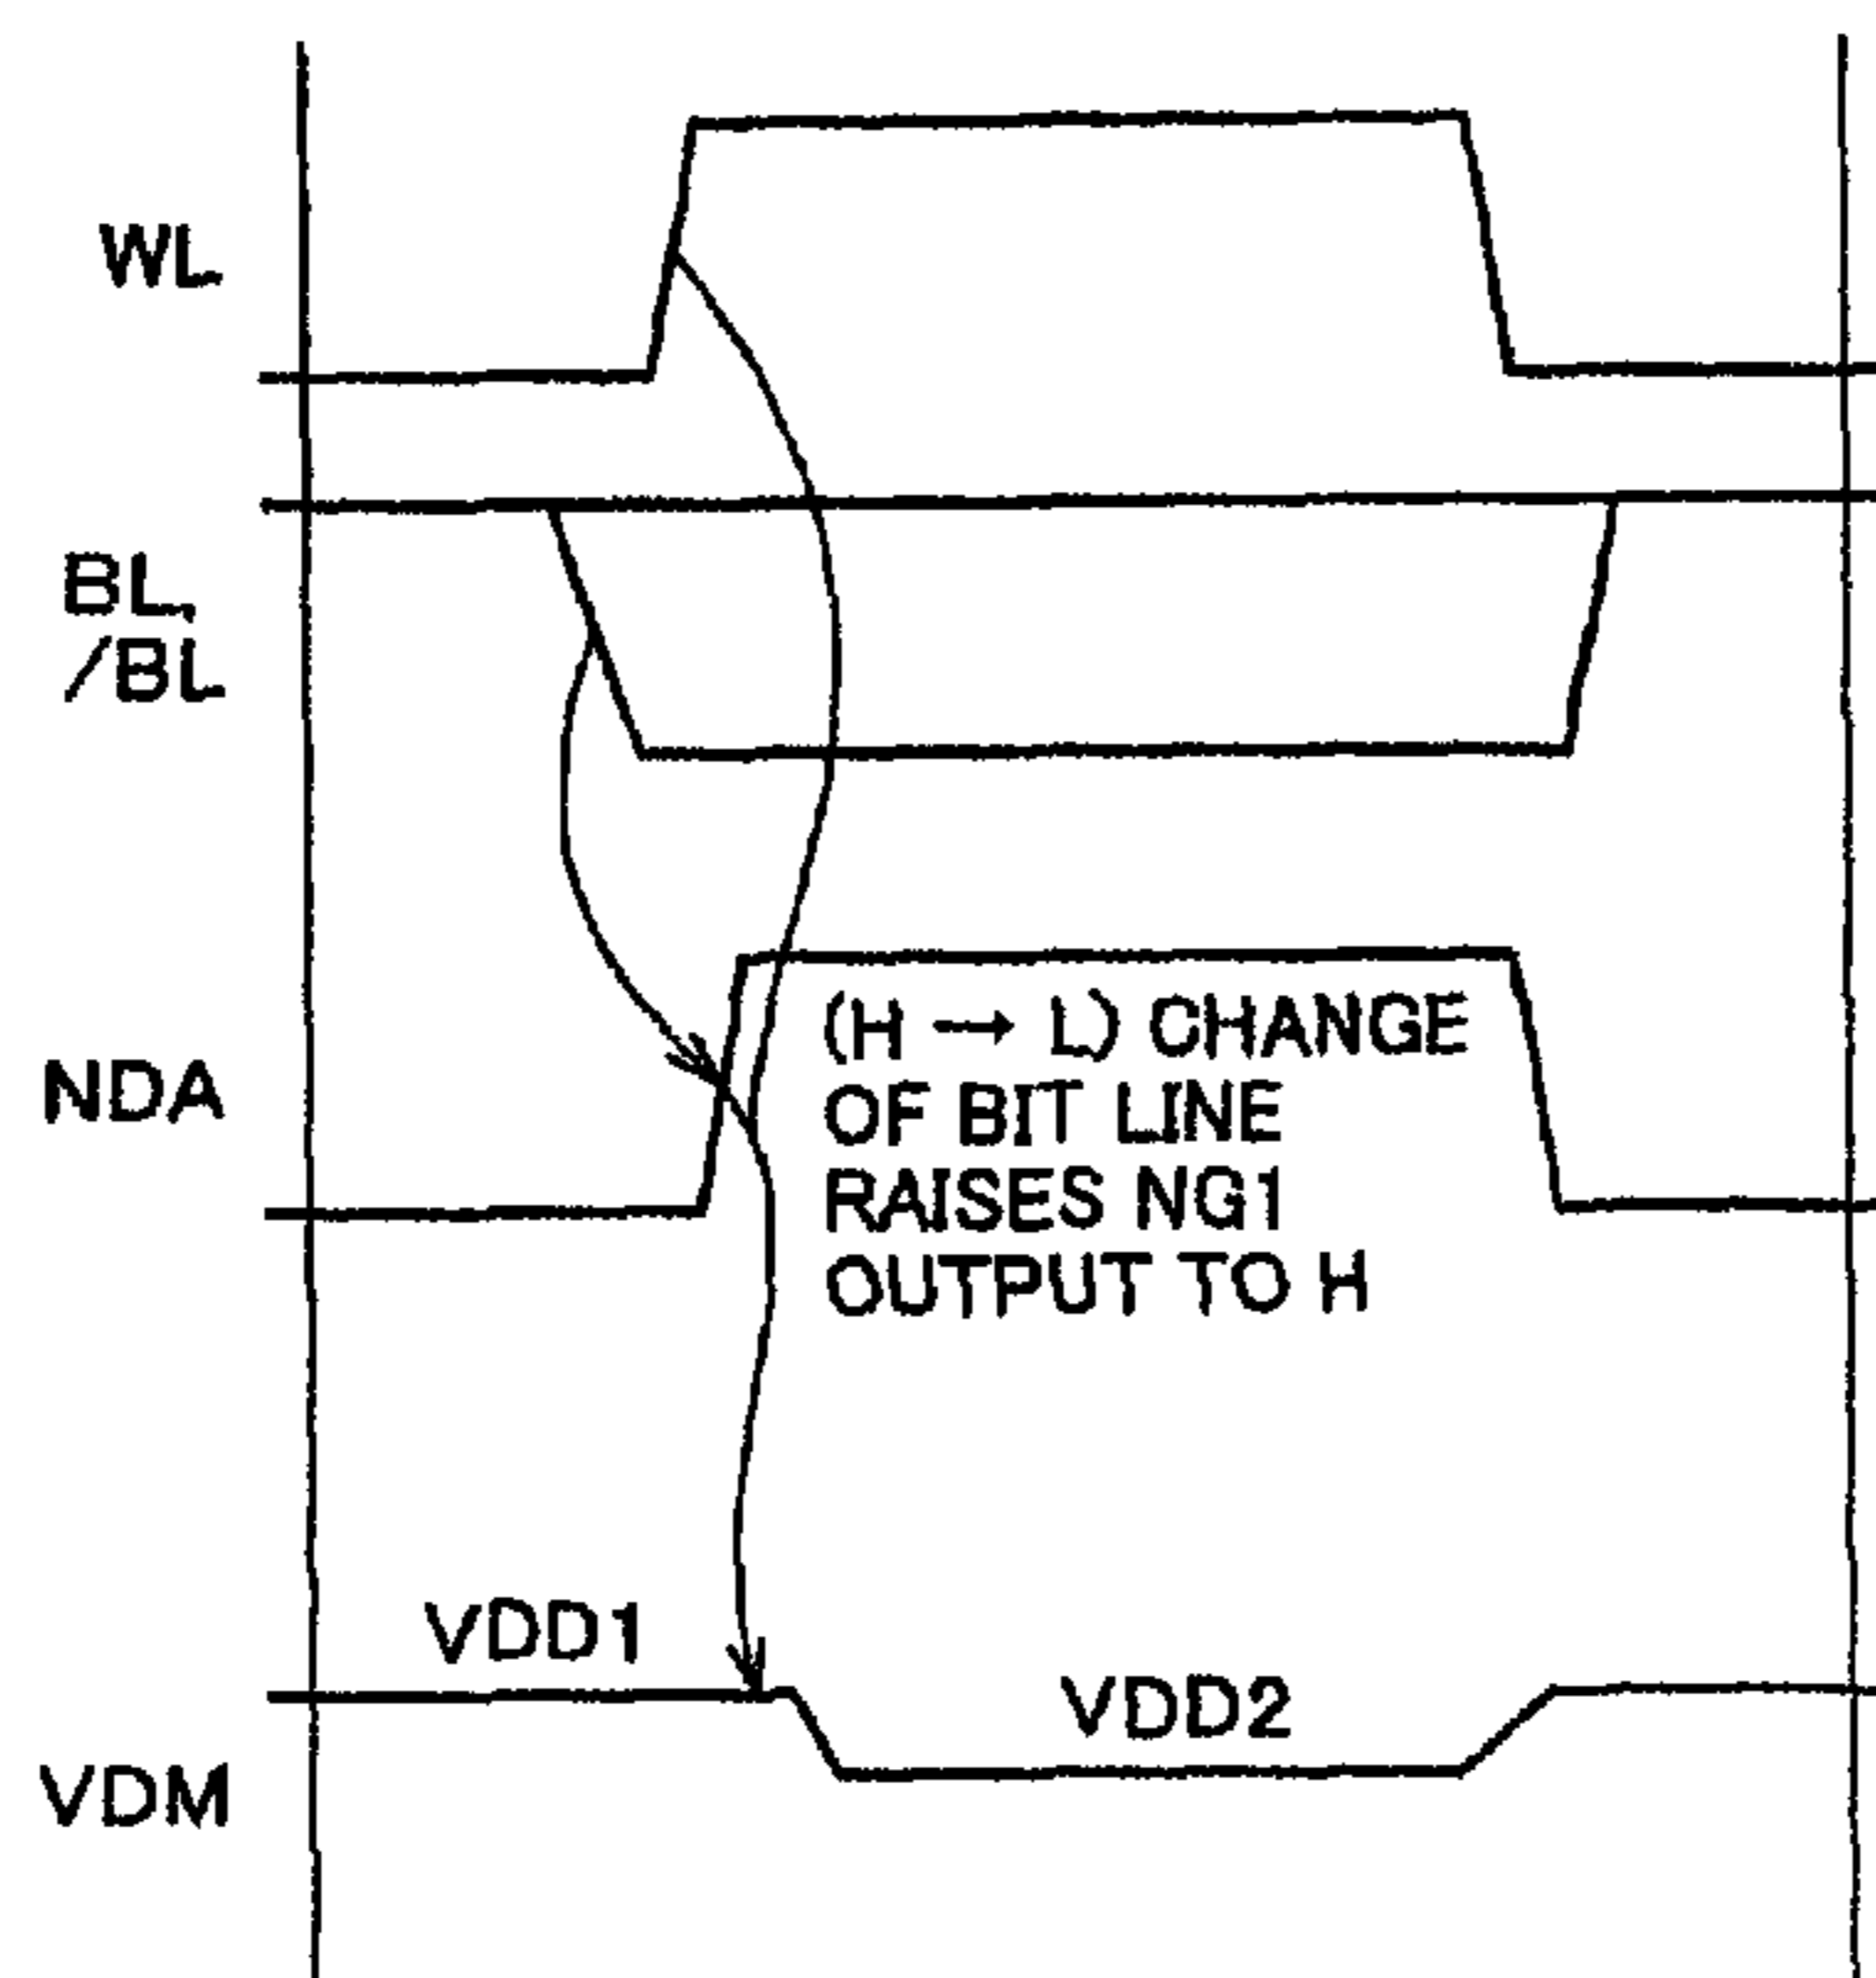 WL
BL,
/BL
NDA
(H → L) CHANGE
OF BIT LINE
RAISES NG1
OUTPUT TO H
VDD1
VDD2
VDM